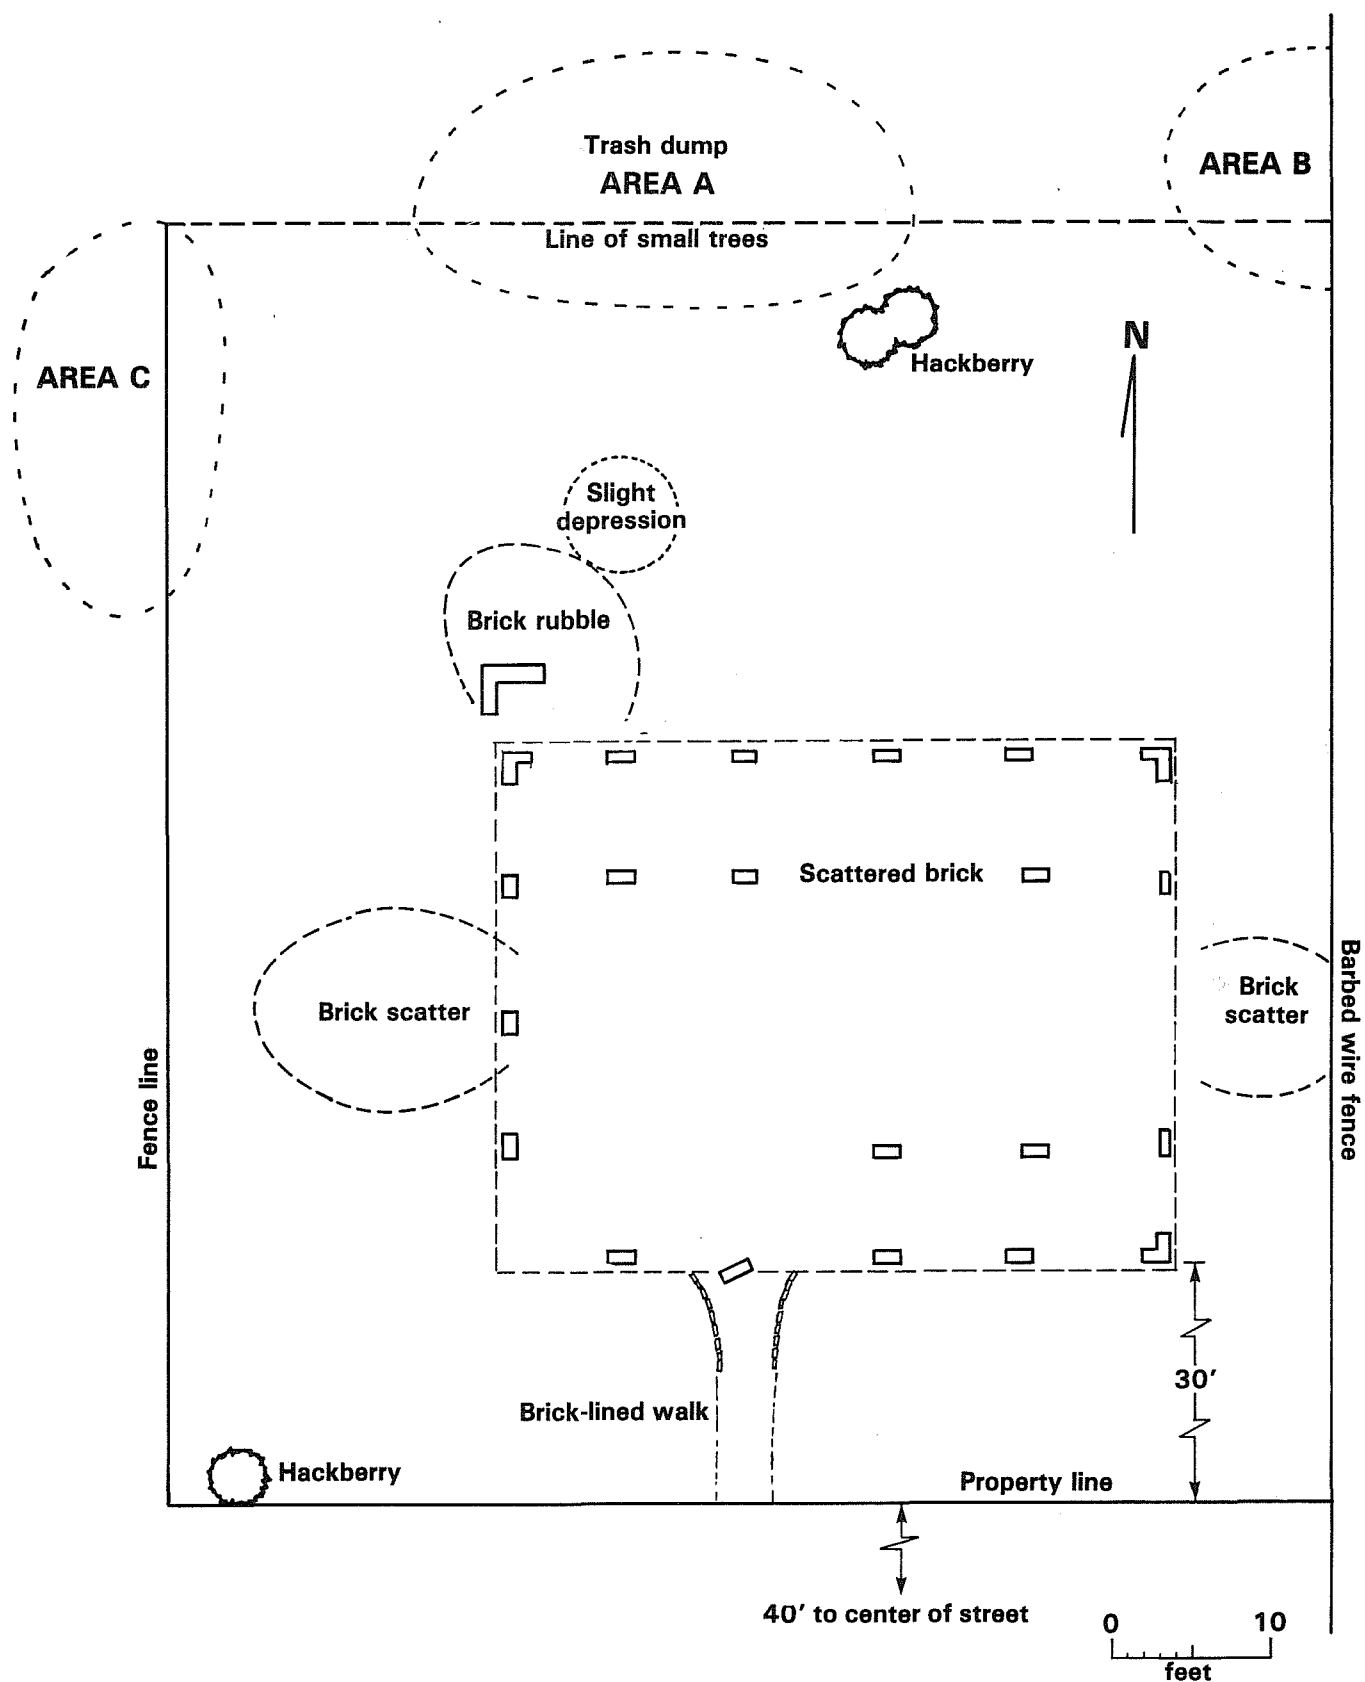 Trash dump
AREA A
AREA B
Line of small trees
N
Hackberry
AREA C
Slight
depression
Brick rubble
Scattered brick
Brick scatter
Brick
scatter
Fence line
Barbed wire fence
30'
Brick-lined walk
Hackberry
Property line
40' to center of street
0 10
feet